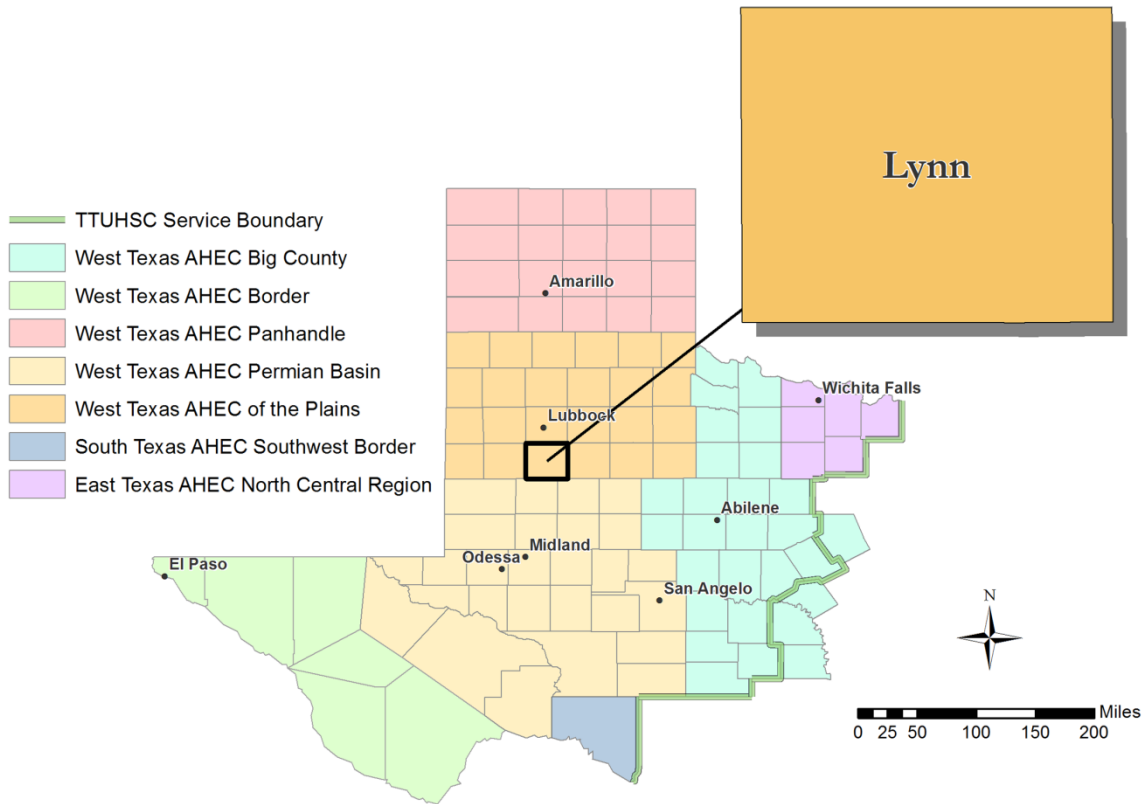 Lynn
TTUHSC Service Boundary
West Texas AHEC Big County
West Texas AHEC Border
West Texas AHEC Panhandle
West Texas AHEC Permian Basin
West Texas AHEC of the Plains
South Texas AHEC Southwest Border
East Texas AHEC North Central Region
Amarillo
Wichita Falls
Lubbock
Abilene
Midland
Odessa
El Paso
San Angelo
N
Miles
0 25 50 100 150 200